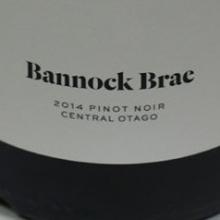 Bannock Brae
2014 PINOT NOIR
CENTRAL OTAGO